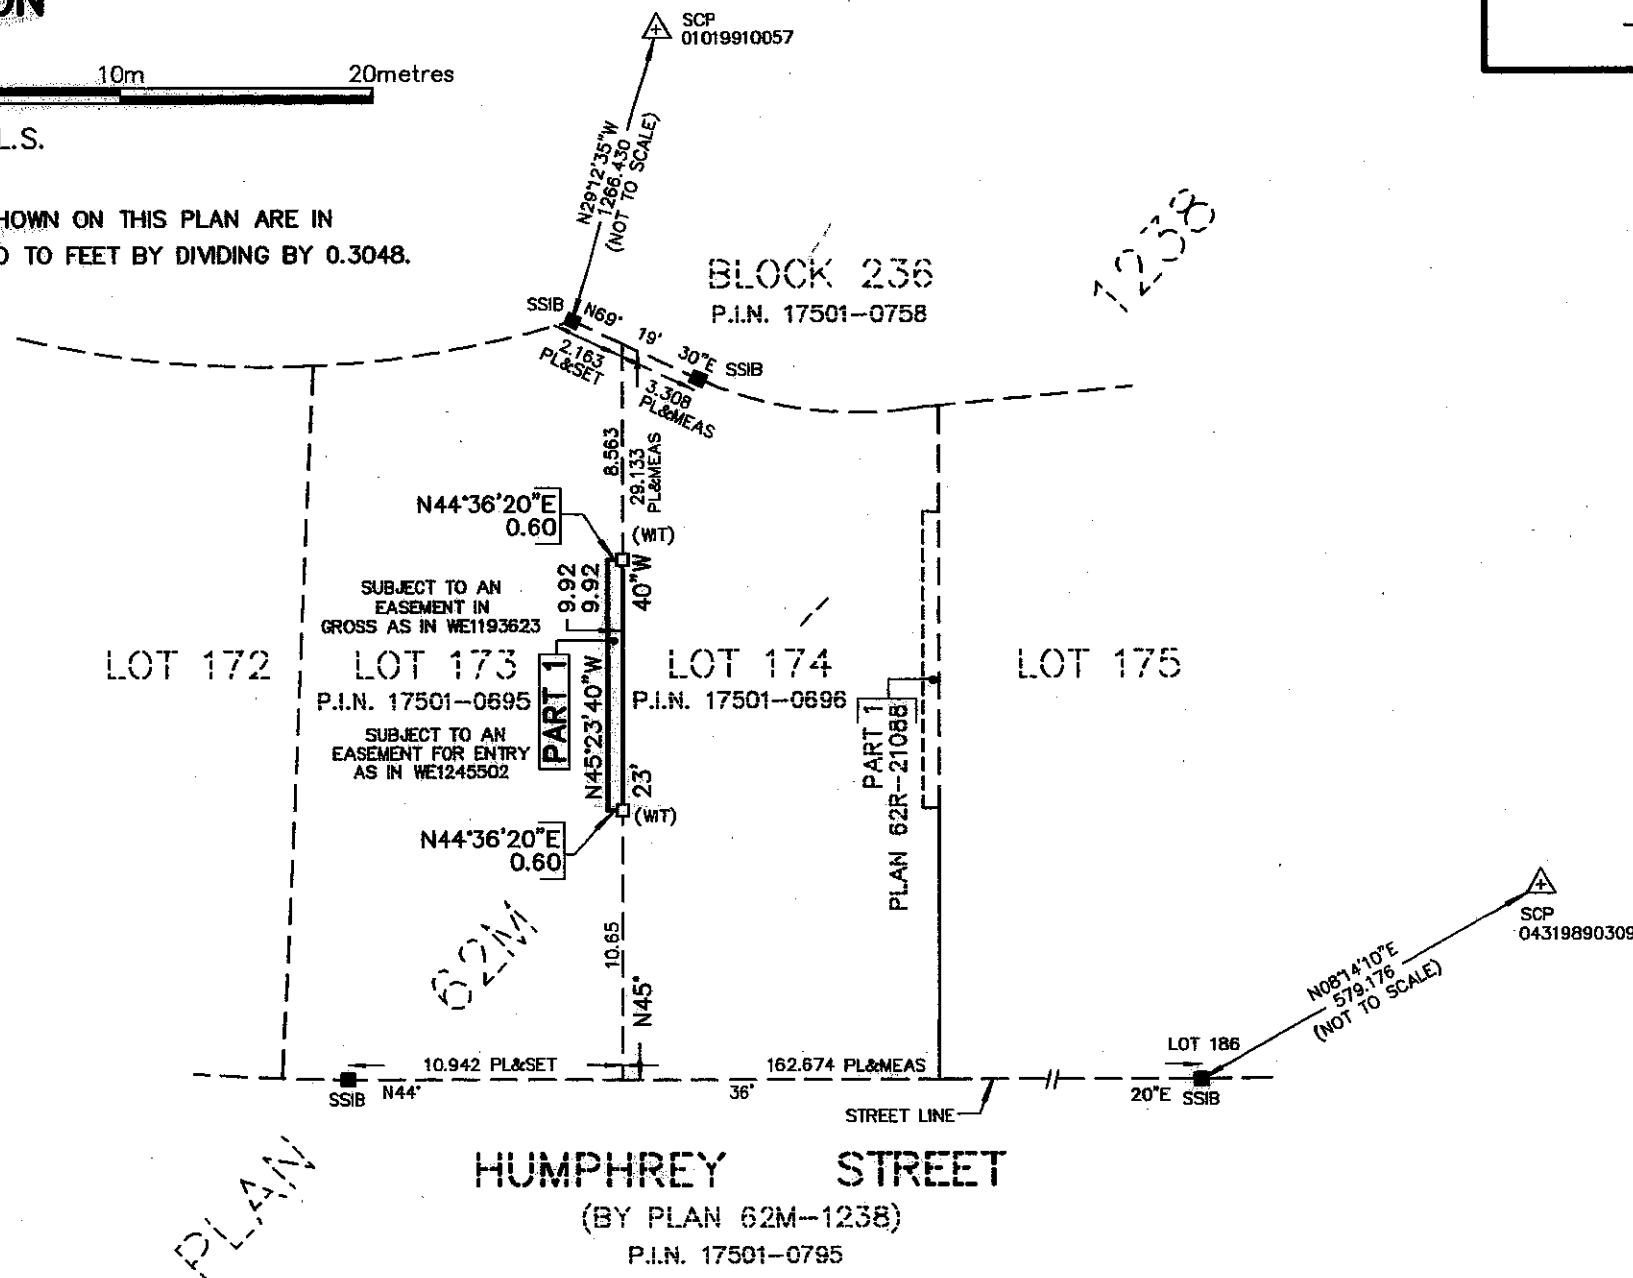 SCP
01019910057
10m 20metres
L.S.
HOWN ON THIS PLAN ARE IN
TO FEET BY DIVIDING BY 0.3048.
N29°12'35"W
1266.430
(NOT TO SCALE)
1238
BLOCK 236
P.I.N. 17501-0758
SSIB N69° 19' 30"E SSIB
2.163
PL&SET
3.308
PL&MEAS
8.563
29.133
PL&MEAS
N44°36'20"E
0.60
(WIT)
9.92
9.92
40"W
SUBJECT TO AN
EASEMENT IN
GROSS AS IN WE1193623
LOT 172 LOT 173 LOT 174 LOT 175
P.I.N. 17501-0695 P.I.N. 17501-0696
PART 1
N45°23'40"W
SUBJECT TO AN
EASEMENT FOR ENTRY
AS IN WE1245502
23'
(WIT)
N44°36'20"E
0.60
PART 1
PLAN 62R-21088
62M
10.65
N45°
SCP
04319890309
N08°14'10"E
579.176
(NOT TO SCALE)
LOT 186
10.942 PL&SET 162.674 PL&MEAS
SSIB N44° 36' 20"E SSIB
STREET LINE
PLAN
HUMPHREY STREET
(BY PLAN 62M-1238)
P.I.N. 17501-0795